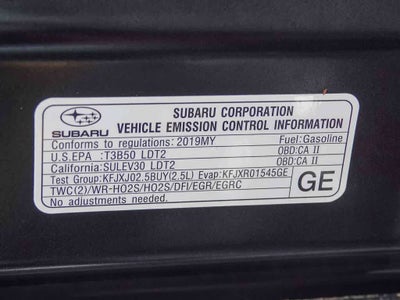 SUBARU
SUBARU CORPORATION
VEHICLE EMISSION CONTROL INFORMATION
Conforms to regulations: 2019MY Fuel:Gasoline
U.S.EPA :T3B50 LDT2 OBD:CA II
California:SULEV30 LDT2 OBD:CA II
Test Group:KFJXJ02.5BUY(2.5L) Evap:KFJXR01545GE
TWC(2)/WR-HO2S/HO2S/DFI/EGR/EGRC
No adjustments needed.
GE